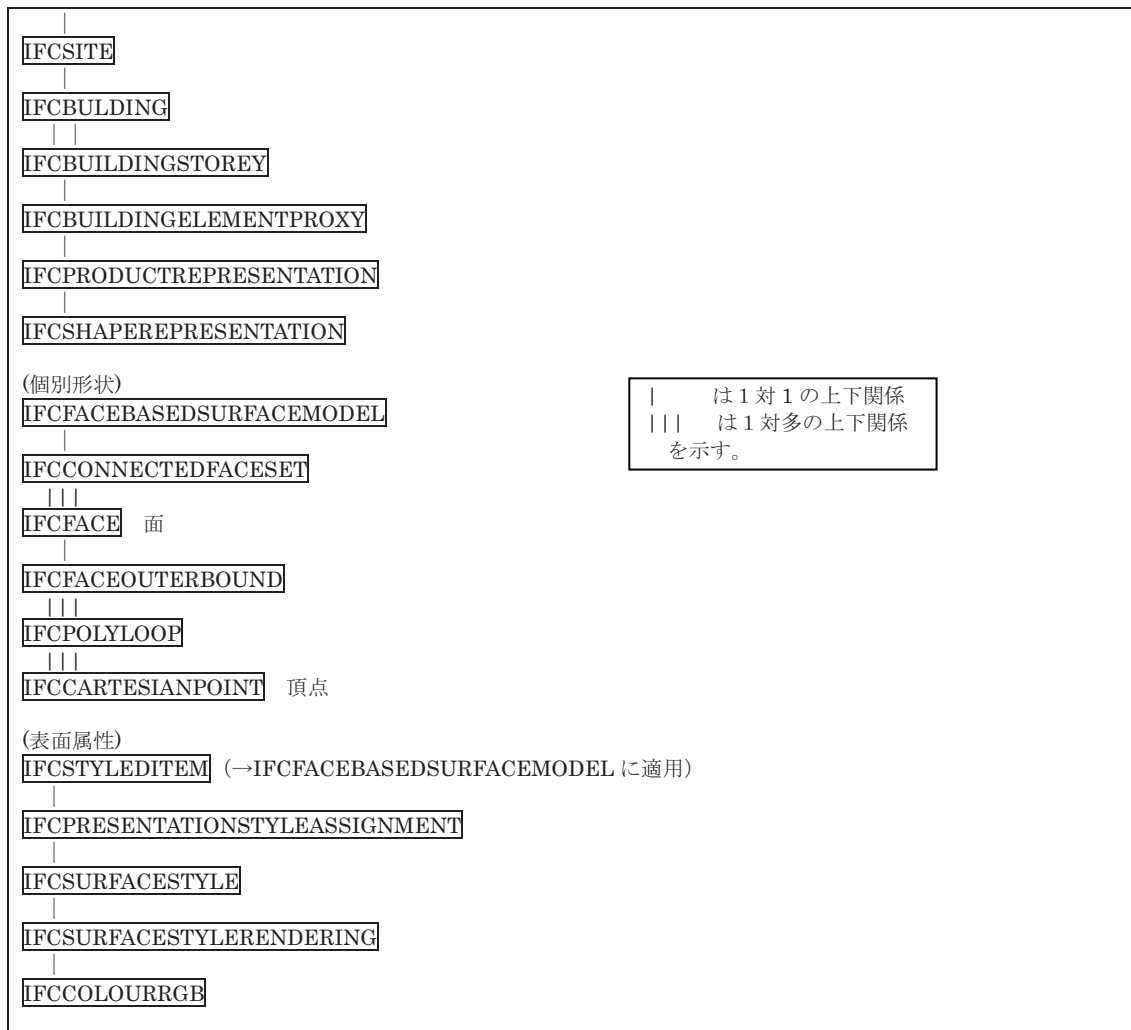 |
IFCSITE
|
IFCBULDING
| |
IFCBUILDINGSTOREY
|
IFCBUILDINGELEMENTPROXY
|
IFCPRODUCTREPRESENTATION
|
IFCSHAPEREPRESENTATION
(個別形状)
IFCFACEBASEDSURFACEMODEL
|
IFCCONNECTEDFACESET
|||
IFCFACE 面
|
IFCFACEOUTERBOUND
|||
IFCPOLYLOOP
|||
IFCCARTESIANPOINT 頂点
| は1対1の上下関係
||| は1対多の上下関係
を示す。
(表面属性)
IFCSTYLEDITEM (→IFCFACEBASEDSURFACEMODEL に適用)
|
IFCPRESENTATIONSTYLEASSIGNMENT
|
IFCSURFACESTYLE
|
IFCSURFACESTYLERENDERING
|
IFCCOLOURRGB